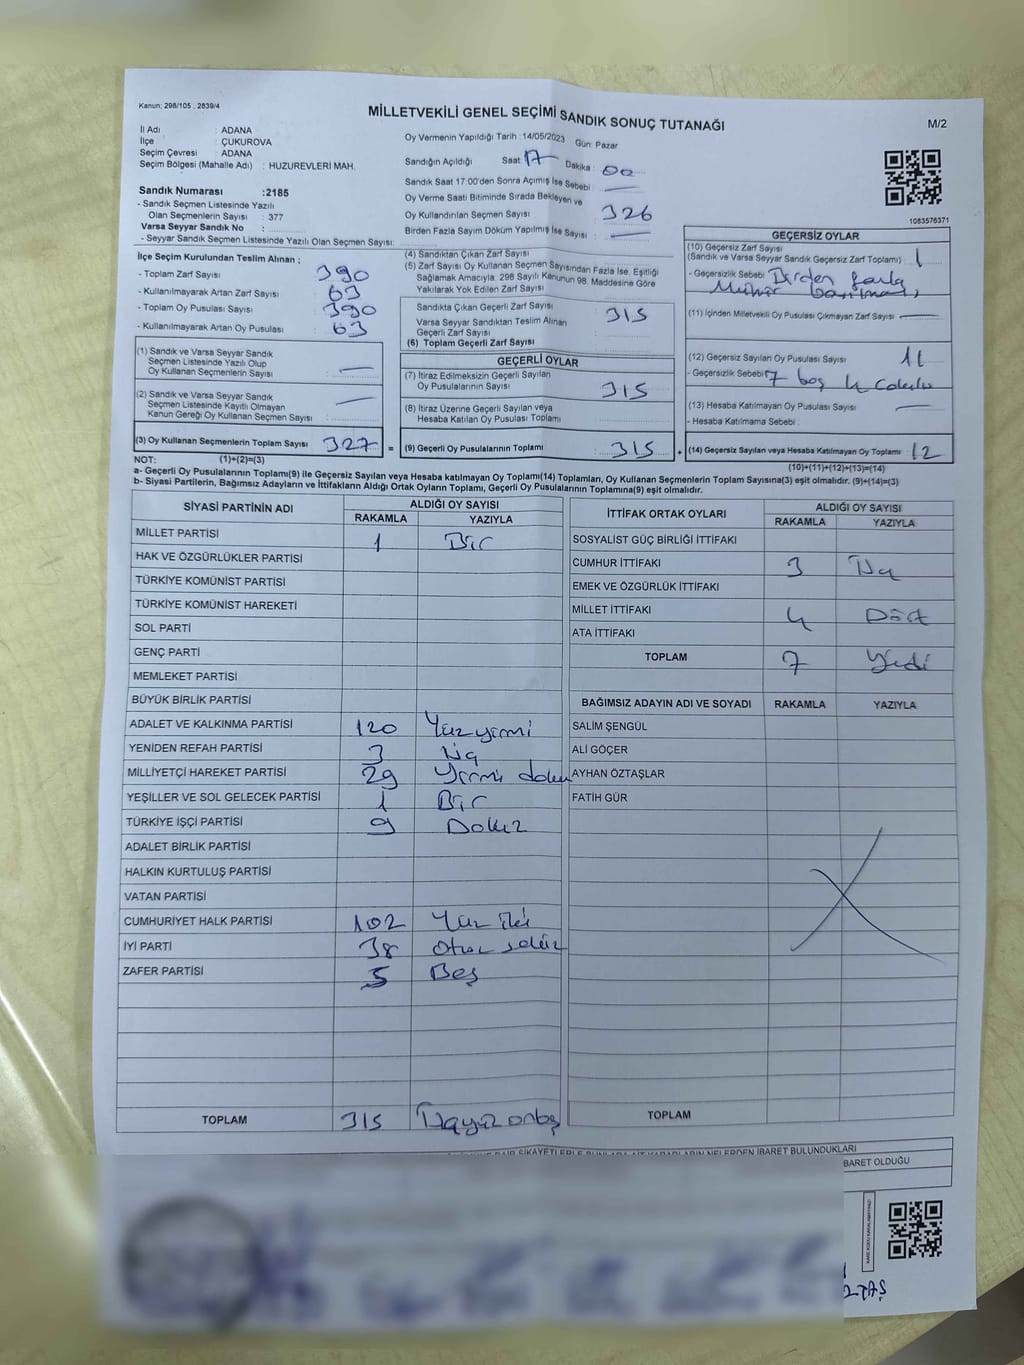 Kanun: 298/105 , 2839/4
MİLLETVEKİLİ GENEL SEÇİMİ SANDIK SONUÇ TUTANAĞI
M/2
İl Adı : ADANA
İlçe : ÇUKUROVA
Seçim Çevresi : ADANA
Seçim Bölgesi (Mahalle Adı) : HUZUREVLERİ MAH.
Sandık Numarası :2185
- Sandık Seçmen Listesinde Yazılı
Olan Seçmenlerin Sayısı : 377
Varsa Seyyar Sandık No :
- Seyyar Sandık Seçmen Listesinde Yazılı Olan Seçmen Sayısı:
Oy Vermenin Yapıldığı Tarih :14/05/2023 Gün: Pazar
Sandığın Açıldığı Saat 17 Dakika : 00
Sandık Saat 17:00'den Sonra Açımış İse Sebebi :
Oy Verme Saati Bitiminde Sırada Bekleyen ve
Oy Kullandırılan Seçmen Sayısı : 326
Birden Fazla Sayım Döküm Yapılmış İse Sayısı :
1083576371
İlçe Seçim Kurulundan Teslim Alınan ;
- Toplam Zarf Sayısı : 390
- Kullanılmayarak Artan Zarf Sayısı : 63
- Toplam Oy Pusulası Sayısı : 390
- Kullanılmayarak Artan Oy Pusulası : 63
(1) Sandık ve Varsa Seyyar Sandık
Seçmen Listesinde Yazılı Olup
Oy Kullanan Seçmenlerin Sayısı :
(2) Sandık ve Varsa Seyyar Sandık
Seçmen Listesinde Kayıtlı Olmayan
Kanun Gereği Oy Kullanan Seçmen Sayısı :
(3) Oy Kullanan Seçmenlerin Toplam Sayısı : 327 =
(4) Sandıktan Çıkan Zarf Sayısı :
(5) Zarf Sayısı Oy Kullanan Seçmen Sayısından Fazla İse, Eşitliği
Sağlamak Amacıyla, 298 Sayılı Kanunun 98. Maddesine Göre
Yakılarak Yok Edilen Zarf Sayısı :
Sandıkta Çıkan Geçerli Zarf Sayısı : 315
Varsa Seyyar Sandıktan Teslim Alınan
Geçerli Zarf Sayısı :
(6) Toplam Geçerli Zarf Sayısı :
GEÇERLİ OYLAR
(7) İtiraz Edilmeksizin Geçerli Sayılan
Oy Pusulalarının Sayısı : 315
(8) İtiraz Üzerine Geçerli Sayılan veya
Hesaba Katılan Oy Pusulası Toplamı :
(9) Geçerli Oy Pusulalarının Toplamı : 315 +
GEÇERSİZ OYLAR
(10) Geçersiz Zarf Sayısı
(Sandık ve Varsa Seyyar Sandık Geçersiz Zarf Toplamı) : 1
- Geçersizlik Sebebi : Birden fazla
Mühür basılması
(11) İçinden Milletvekili Oy Pusulası Çıkmayan Zarf Sayısı :
(12) Geçersiz Sayılan Oy Pusulası Sayısı : 11
- Geçersizlik Sebebi : 7 boş 4
(13) Hesaba Katılmayan Oy Pusulası Sayısı :
- Hesaba Katılmama Sebebi :
(14) Geçersiz Sayılan veya Hesaba Katılmayan Oy Toplamı : 12
NOT: (1)+(2)=(3)
(10)+(11)+(12)+(13)=(14)
a- Geçerli Oy Pusulalarının Toplamı(9) ile Geçersiz Sayılan veya Hesaba katılmayan Oy Toplamı(14) Toplamları, Oy Kullanan Seçmenlerin Toplam Sayısına(3) eşit olmalıdır. (9)+(14)=(3)
b- Siyasi Partilerin, Bağımsız Adayların ve İttifakların Aldığı Ortak Oyların Toplamı, Geçerli Oy Pusulalarının Toplamına(9) eşit olmalıdır.
SİYASİ PARTİNİN ADI ALDIĞI OY SAYISI
RAKAMLA YAZIYLA
MİLLET PARTİSİ 1 Bir
HAK VE ÖZGÜRLÜKLER PARTİSİ
TÜRKİYE KOMÜNİST PARTİSİ
TÜRKİYE KOMÜNİST HAREKETİ
SOL PARTİ
GENÇ PARTİ
MEMLEKET PARTİSİ
BÜYÜK BİRLİK PARTİSİ
ADALET VE KALKINMA PARTİSİ 120 Yüz yirmi
YENİDEN REFAH PARTİSİ 3 Üç
MİLLİYETÇİ HAREKET PARTİSİ 29 Yirmi dokuz
YEŞİLLER VE SOL GELECEK PARTİSİ 1 Bir
TÜRKİYE İŞÇİ PARTİSİ 9 Dokuz
ADALET BİRLİK PARTİSİ
HALKIN KURTULUŞ PARTİSİ
VATAN PARTİSİ
CUMHURİYET HALK PARTİSİ 102 Yüz iki
İYİ PARTİ 38 Otuz sekiz
ZAFER PARTİSİ 5 Beş
TOPLAM 315 Üçyüz onbeş
İTTİFAK ORTAK OYLARI ALDIĞI OY SAYISI
RAKAMLA YAZIYLA
SOSYALİST GÜÇ BİRLİĞİ İTTİFAKI
CUMHUR İTTİFAKI 3 Üç
EMEK VE ÖZGÜRLÜK İTTİFAKI
MİLLET İTTİFAKI 4 Dört
ATA İTTİFAKI
TOPLAM 7 Yedi
BAĞIMSIZ ADAYIN ADI VE SOYADI RAKAMLA YAZIYLA
SALİM ŞENGÜL
ALİ GÖÇER
AYHAN ÖZTAŞLAR
FATİH GÜR
TOPLAM
NELERDEN İBARET BULUNDUKLARI
BARET OLDUĞU